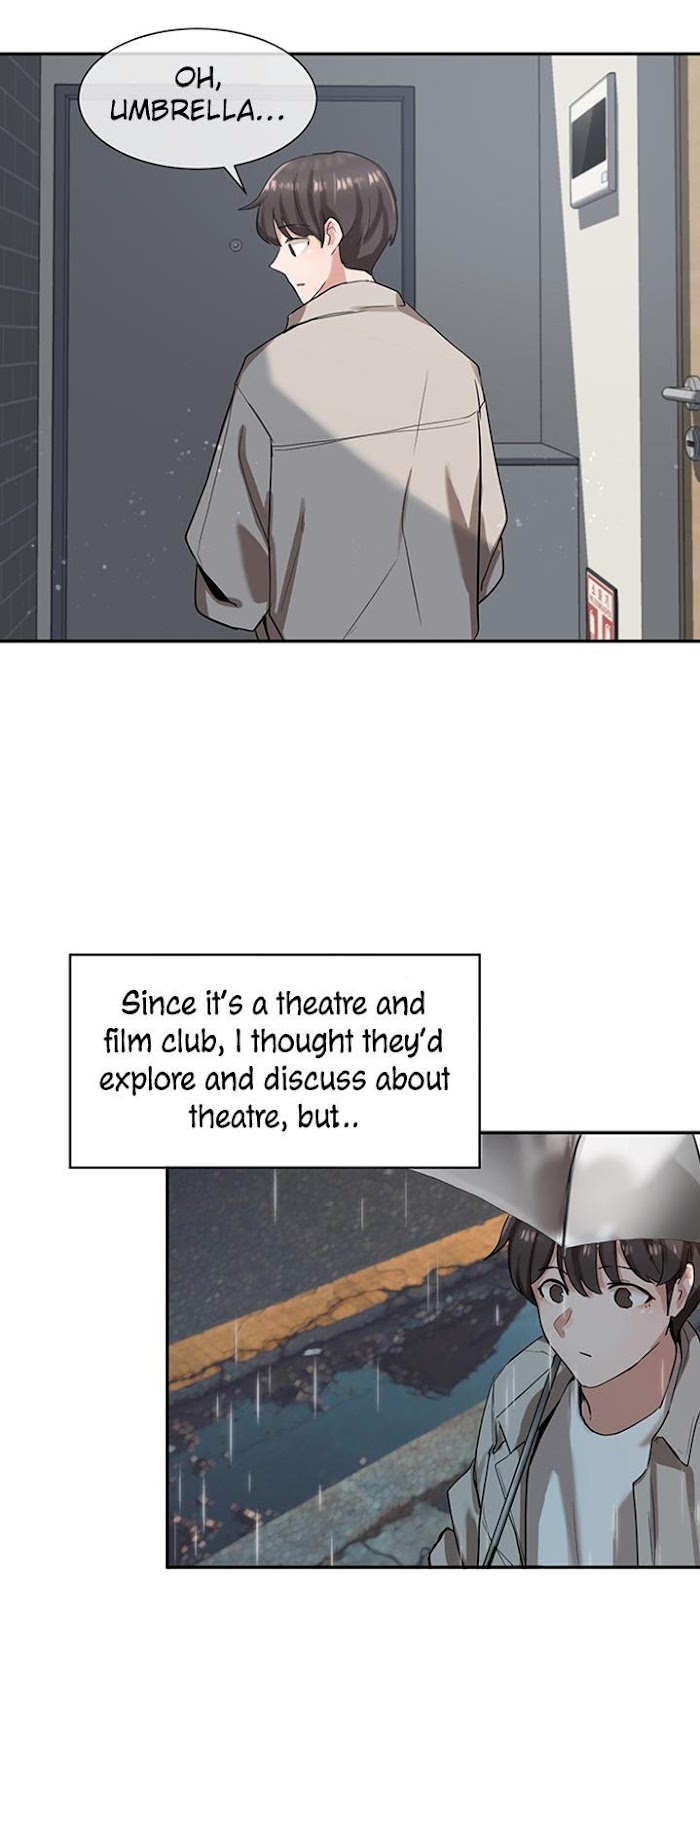 OH,
UMBRELLA...
Since it's a theatre and
film club, I thought they'd
explore and discuss about
theatre, but..